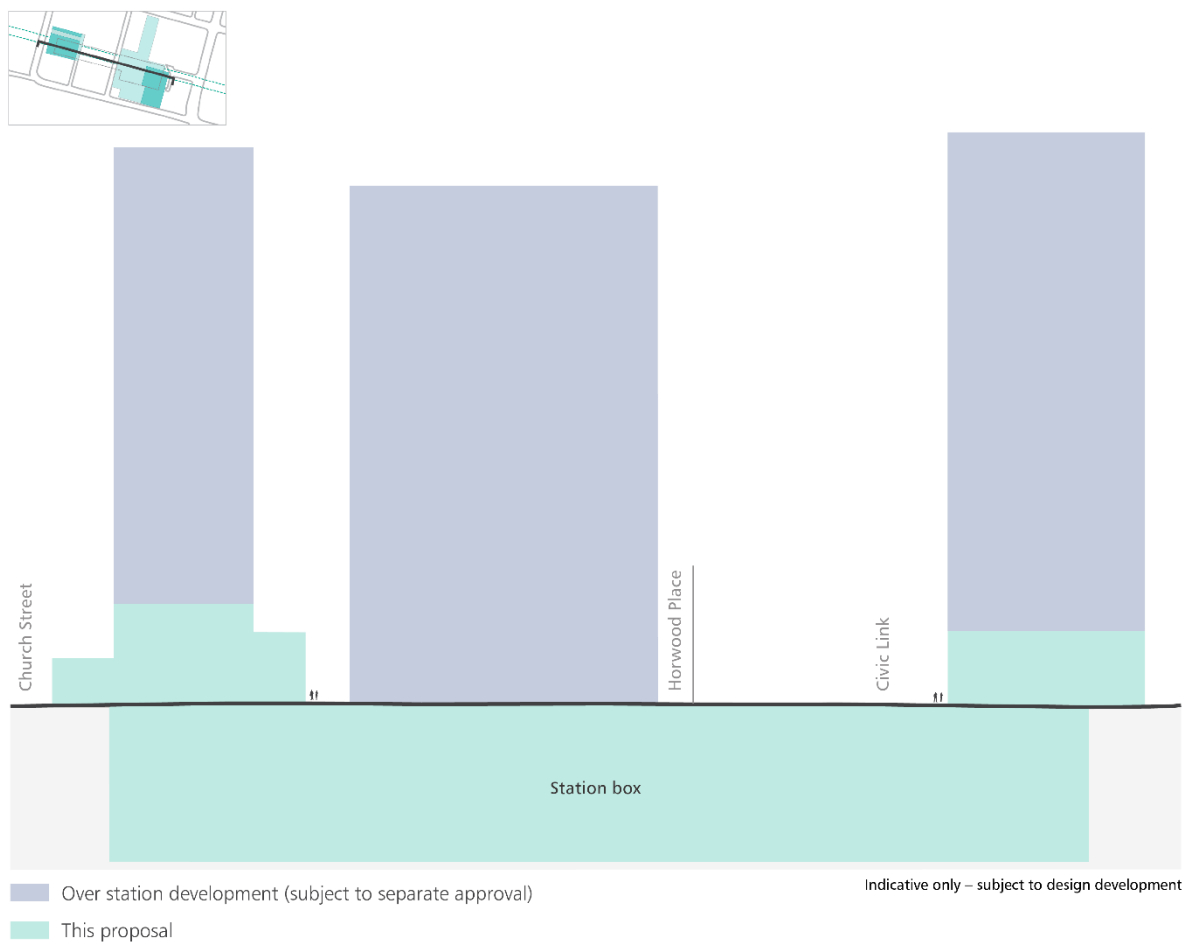 Church Street
Horwood Place
Civic Link
Station box
Over station development (subject to separate approval)
Indicative only – subject to design development
This proposal